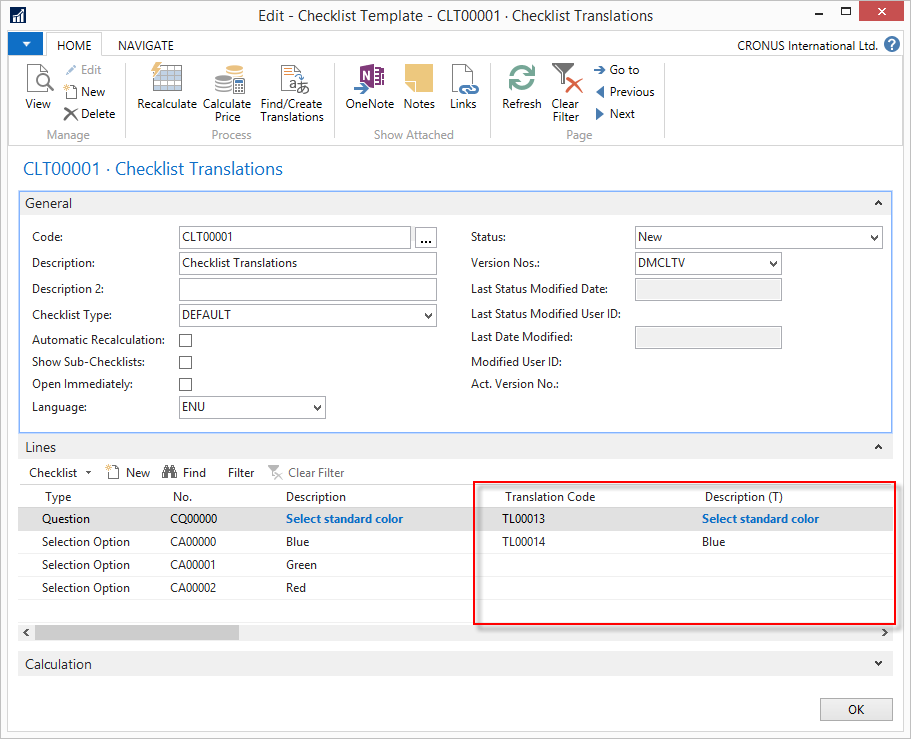 Edit - Checklist Template - CLT00001 · Checklist Translations
HOME
NAVIGATE
CRONUS International Ltd.
?
View
Edit
New
Delete
Manage
Recalculate
Calculate
Price
Find/Create
Translations
Process
OneNote
Notes
Links
Show Attached
Refresh
Clear
Filter
Go to
Previous
Next
Page
CLT00001 · Checklist Translations
General
Code:
CLT00001
...
Description:
Checklist Translations
Description 2:
Checklist Type:
DEFAULT
Automatic Recalculation:
Show Sub-Checklists:
Open Immediately:
Language:
ENU
Status:
New
Version Nos.:
DMCLTV
Last Status Modified Date:
Last Status Modified User ID:
Last Date Modified:
Modified User ID:
Act. Version No.:
Lines
Checklist New Find Filter Clear Filter
Type No. Description Translation Code Description (T)
Question CQ00000 Select standard color TL00013 Select standard color
Selection Option CA00000 Blue TL00014 Blue
Selection Option CA00001 Green
Selection Option CA00002 Red
Calculation
OK